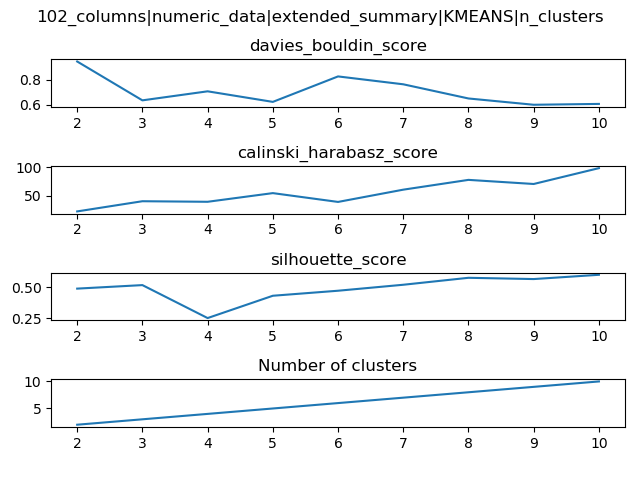 102_columns|numeric_data|extended_summary|KMEANS|n_clusters
davies_bouldin_score
0.8
0.6
2 3 4 5 6 7 8 9 10
calinski_harabasz_score
100
50
2 3 4 5 6 7 8 9 10
silhouette_score
0.50
0.25
2 3 4 5 6 7 8 9 10
Number of clusters
10
5
2 3 4 5 6 7 8 9 10